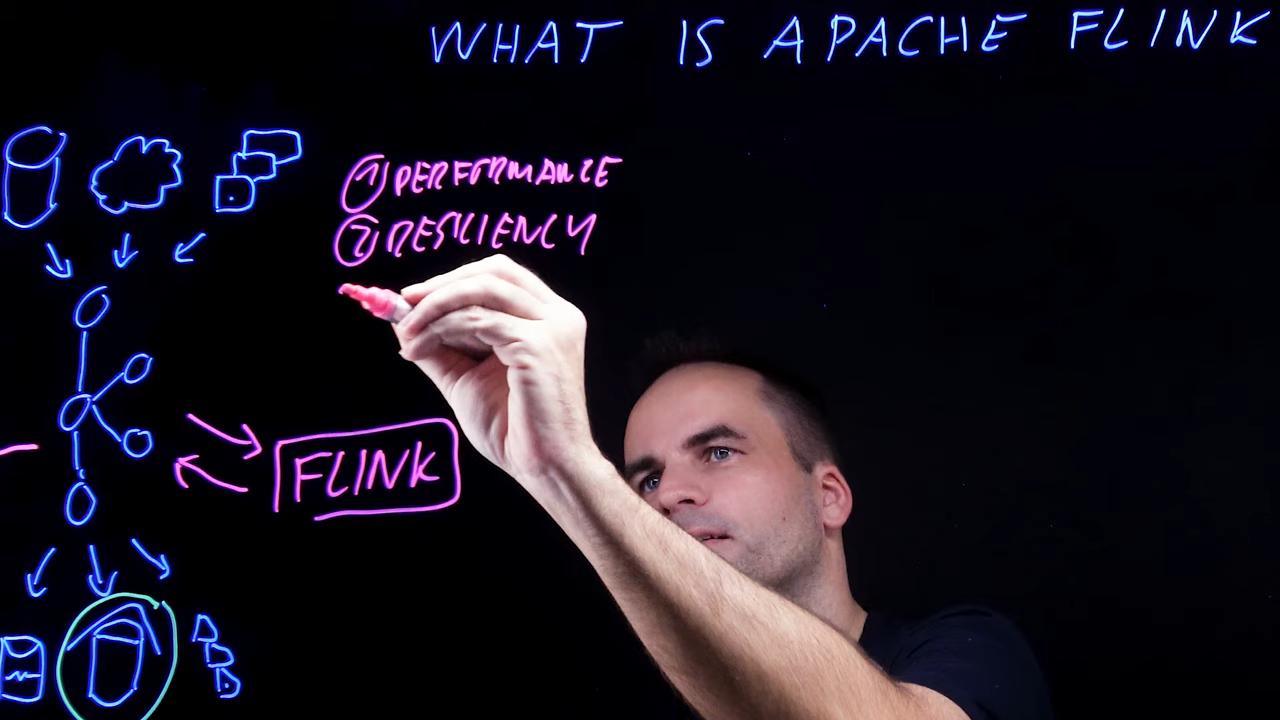 WHAT IS APACHE FLINK
① PERFORMANCE
② RESILIENCY
FLINK